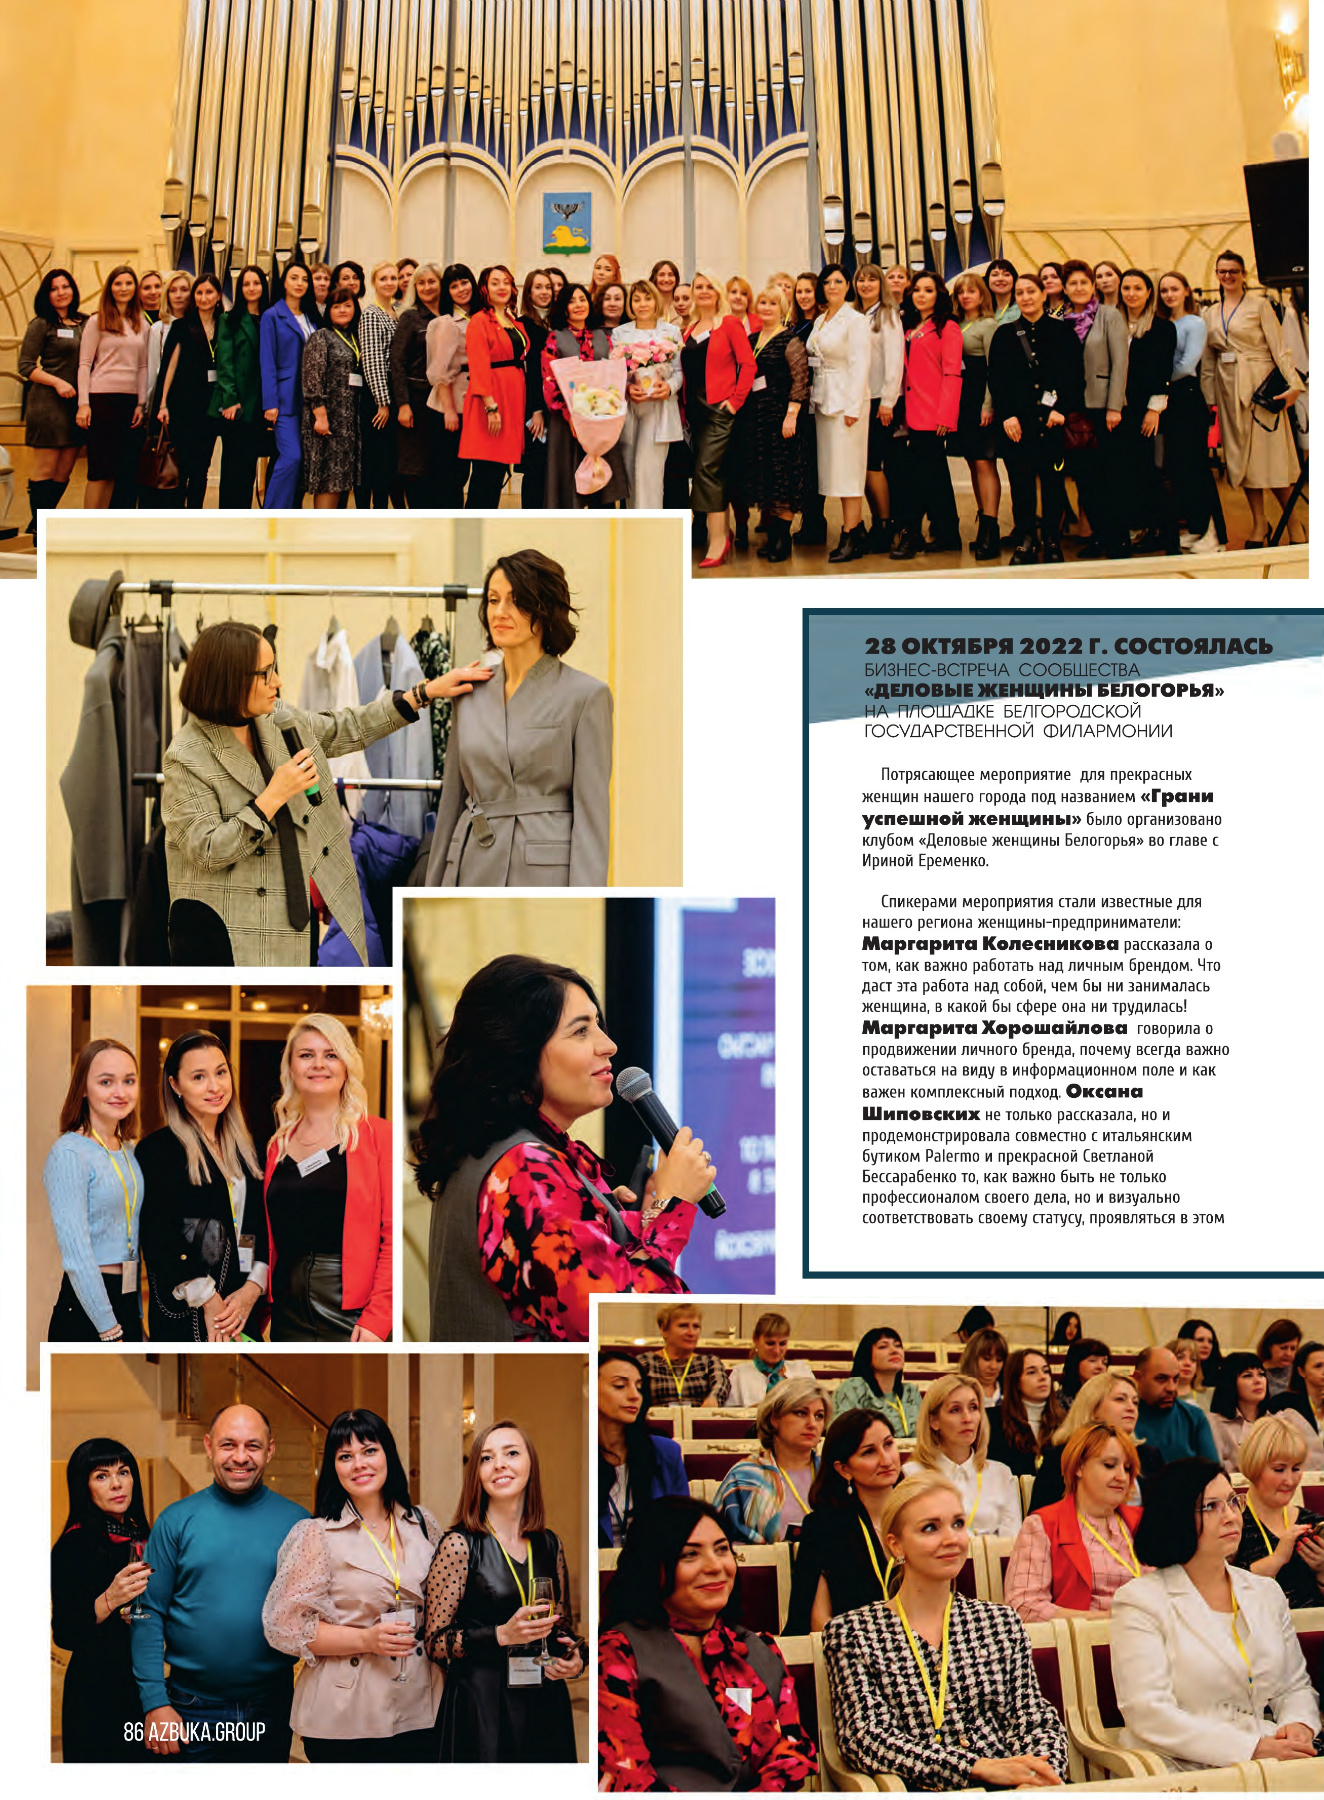 28 ОКТЯБРЯ 2022 Г. СОСТОЯЛАСЬ
БИЗНЕС-ВСТРЕЧА СООБЩЕСТВА
«ДЕЛОВЫЕ ЖЕНЩИНЫ БЕЛОГОРЬЯ»
НА ПЛОЩАДКЕ БЕЛГОРОДСКОЙ
ГОСУДАРСТВЕННОЙ ФИЛАРМОНИИ
Потрясающее мероприятие для прекрасных
женщин нашего города под названием «Грани
успешной женщины» было организовано
клубом «Деловые женщины Белогорья» во главе с
Ириной Еременко.
Спикерами мероприятия стали известные для
нашего региона женщины-предприниматели:
Маргарита Колесникова рассказала о
том, как важно работать над личным брендом. Что
даст эта работа над собой, чем бы ни занималась
женщина, в какой бы сфере она ни трудилась!
Маргарита Хорошайлова говорила о
продвижении личного бренда, почему всегда важно
оставаться на виду в информационном поле и как
важен комплексный подход. Оксана
Шиповских не только рассказала, но и
продемонстрировала совместно с итальянским
бутиком Palermo и прекрасной Светланой
Бессарабенко то, как важно быть не только
профессионалом своего дела, но и визуально
соответствовать своему статусу, проявляться в этом
86 AZBUKA.GROUP